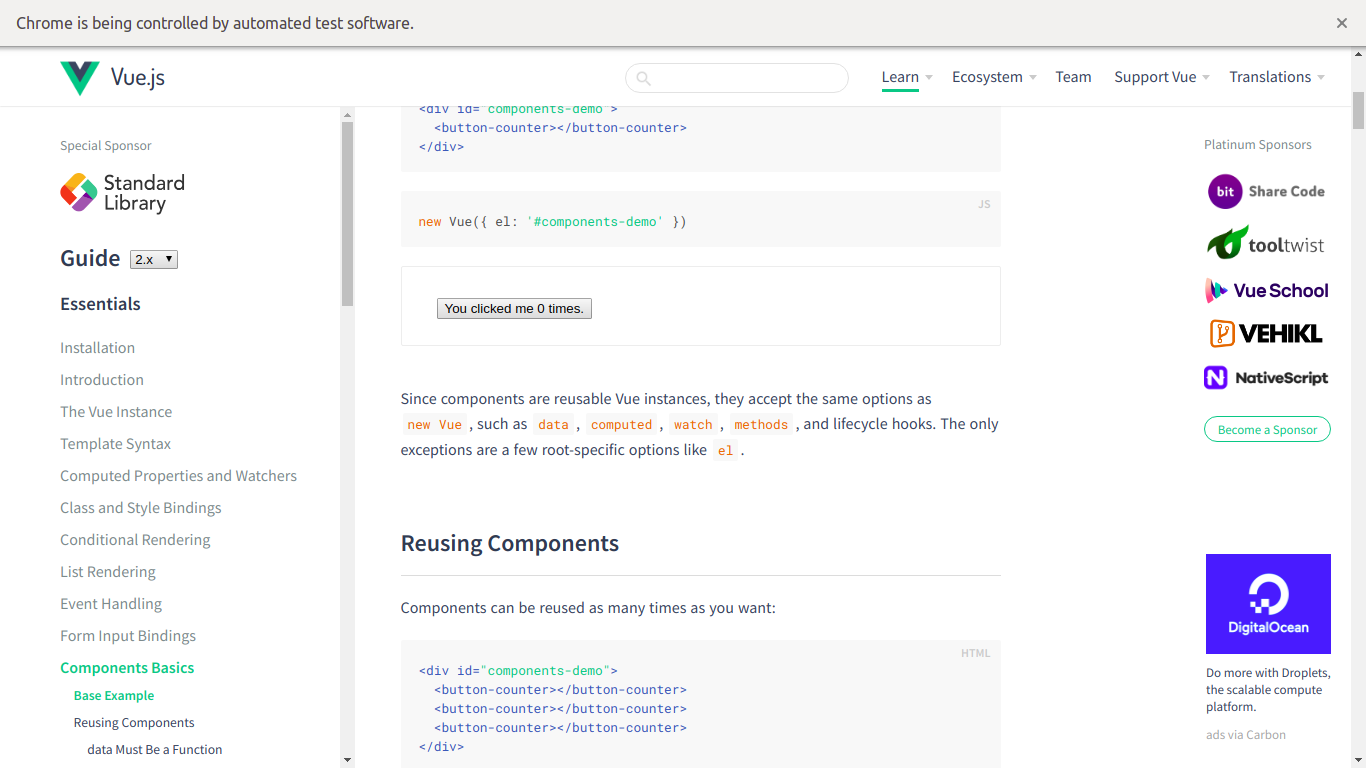 Chrome is being controlled by automated test software.
Vue.js
Learn
Ecosystem
Team
Support Vue
Translations
Special Sponsor
Standard
Library
Guide
2.x
Essentials
Installation
Introduction
The Vue Instance
Template Syntax
Computed Properties and Watchers
Class and Style Bindings
Conditional Rendering
List Rendering
Event Handling
Form Input Bindings
Components Basics
Base Example
Reusing Components
data Must Be a Function
<div id="components-demo">
<button-counter></button-counter>
</div>
JS
new Vue({ el: '#components-demo' })
You clicked me 0 times.
Since components are reusable Vue instances, they accept the same options as
new Vue, such as data, computed, watch, methods, and lifecycle hooks. The only
exceptions are a few root-specific options like el.
Reusing Components
Components can be reused as many times as you want:
HTML
<div id="components-demo">
<button-counter></button-counter>
<button-counter></button-counter>
<button-counter></button-counter>
</div>
Platinum Sponsors
bit Share Code
tooltwist
Vue School
VEHIKL
N NativeScript
Become a Sponsor
DigitalOcean
Do more with Droplets,
the scalable compute
platform.
ads via Carbon